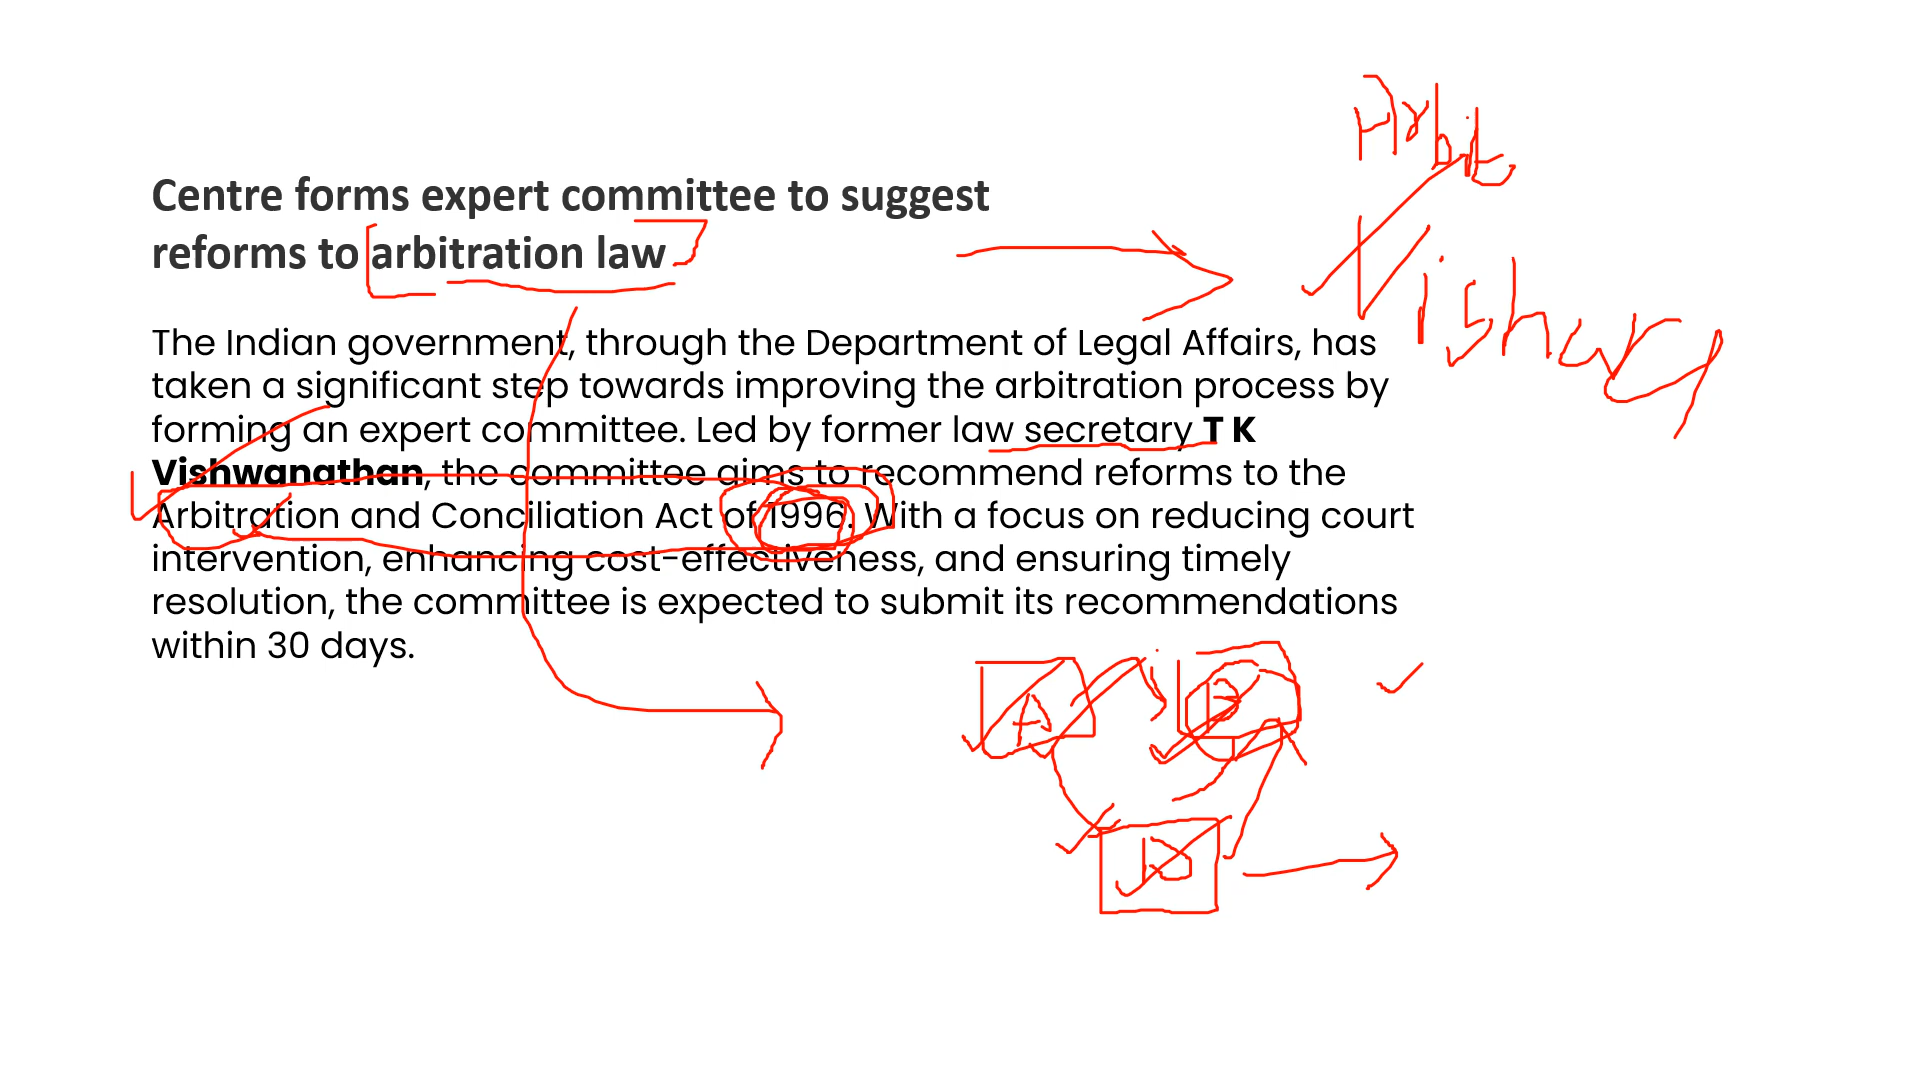 Arbit
Centre forms expert committee to suggest
reforms to arbitration law
The Indian government, through the Department of Legal Affairs, has
taken a significant step towards improving the arbitration process by
forming an expert committee. Led by former law secretary T K
Vishwanathan, the committee aims to recommend reforms to the
Arbitration and Conciliation Act of 1996. With a focus on reducing court
intervention, enhancing cost-effectiveness, and ensuring timely
resolution, the committee is expected to submit its recommendations
within 30 days.
A B
D